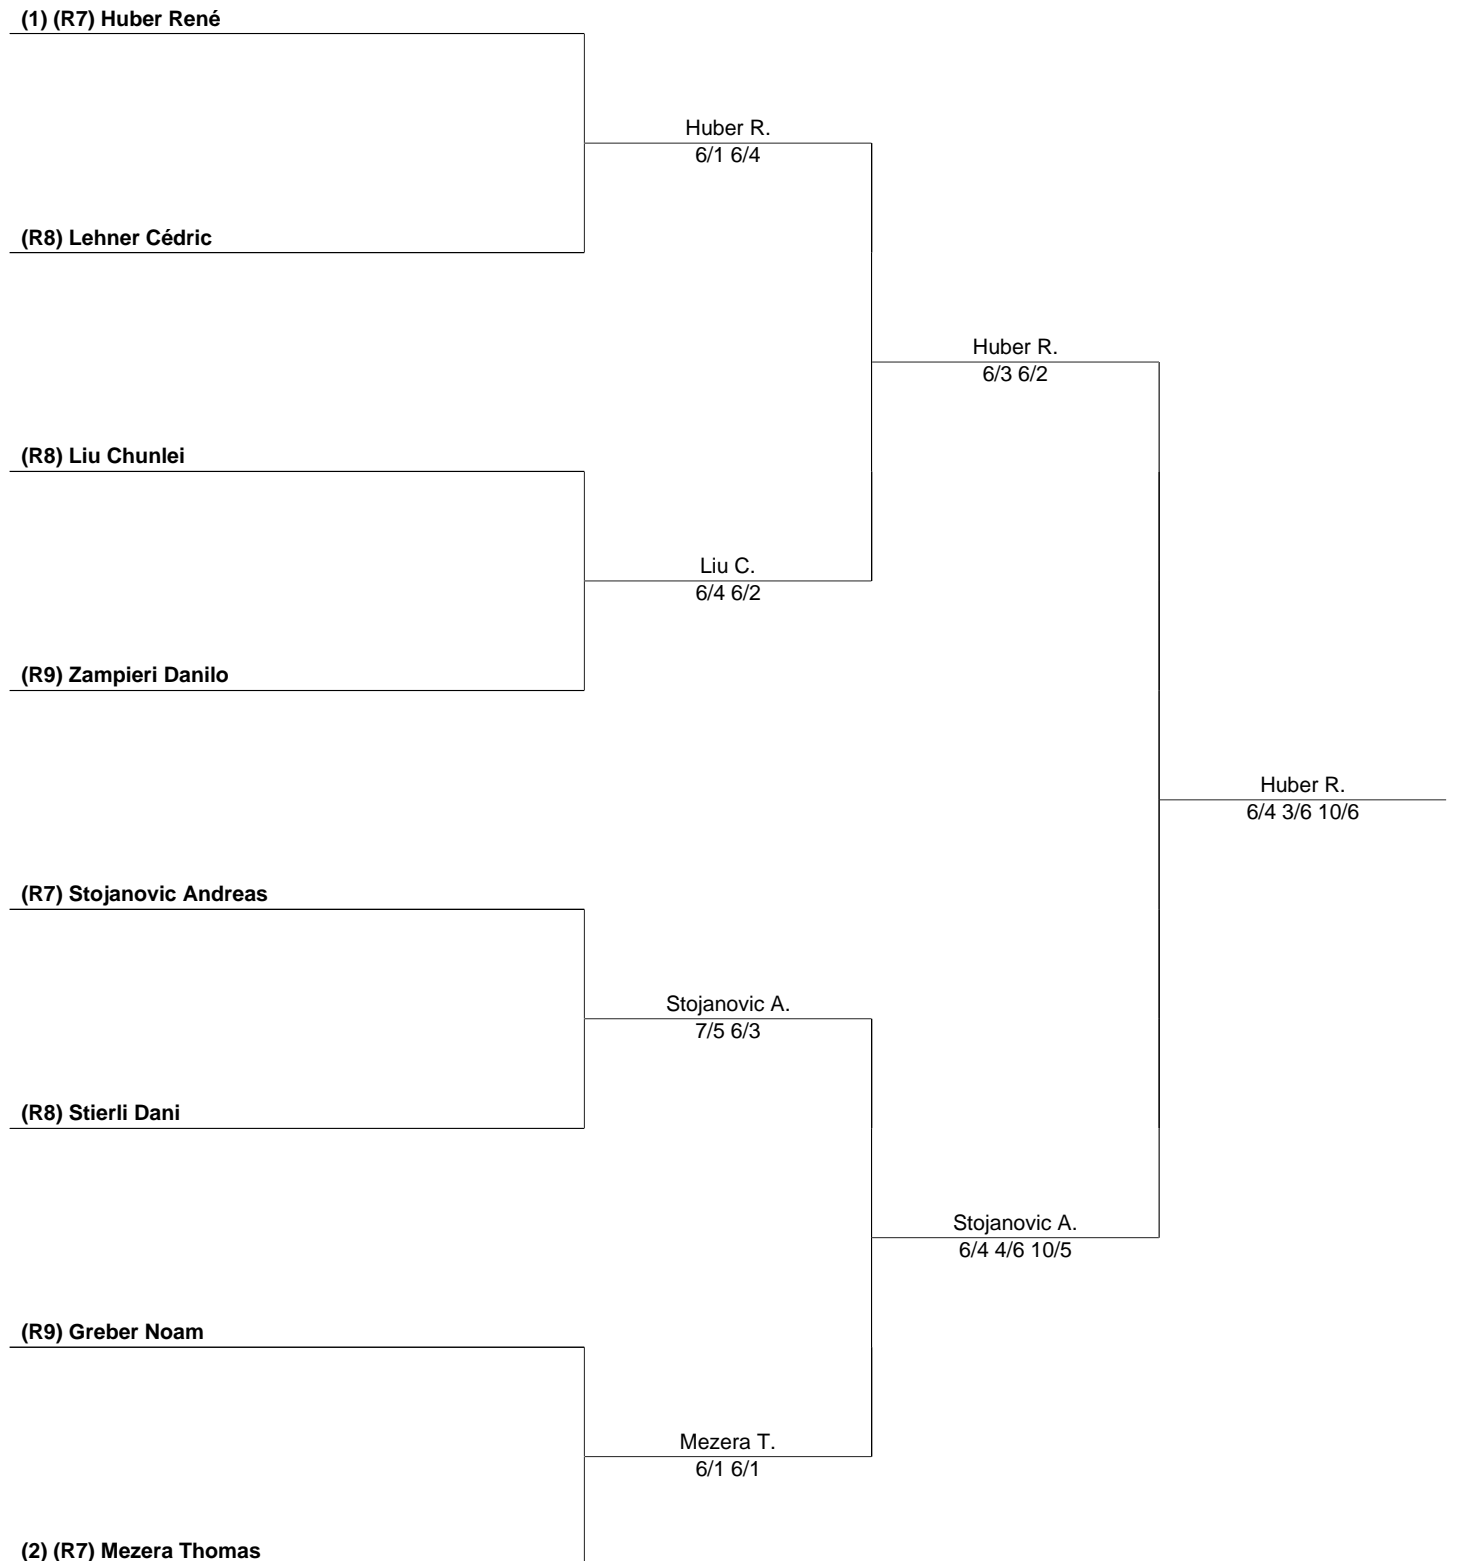 (1) (R7) Huber René
Huber R.
6/1 6/4
(R8) Lehner Cédric
Huber R.
6/3 6/2
(R8) Liu Chunlei
Liu C.
6/4 6/2
(R9) Zampieri Danilo
Huber R.
6/4 3/6 10/6
(R7) Stojanovic Andreas
Stojanovic A.
7/5 6/3
(R8) Stierli Dani
Stojanovic A.
6/4 4/6 10/5
(R9) Greber Noam
Mezera T.
6/1 6/1
(2) (R7) Mezera Thomas